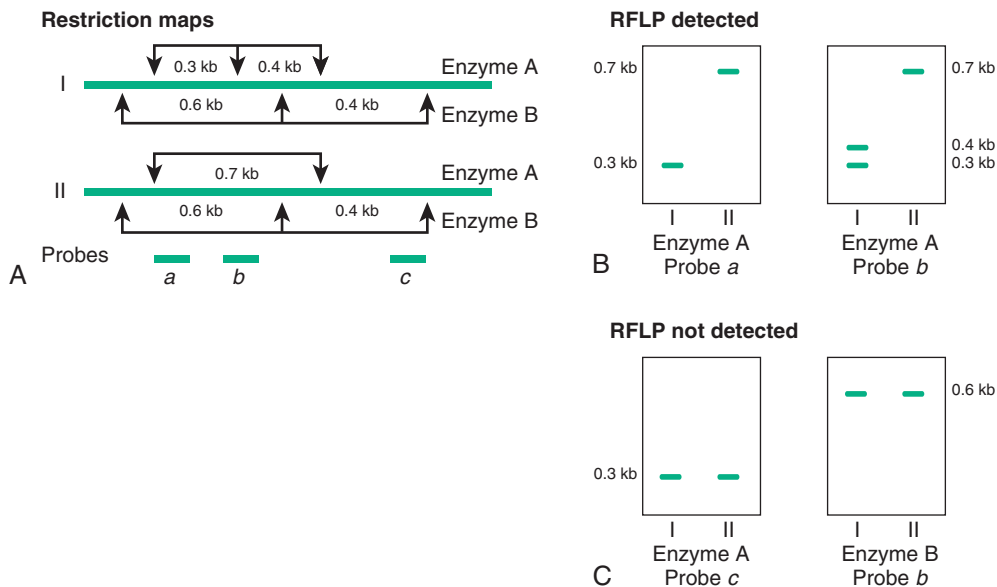 Restriction maps
0.3 kb 0.4 kb
I Enzyme A
0.6 kb 0.4 kb
Enzyme B
0.7 kb
II Enzyme A
0.6 kb 0.4 kb
Enzyme B
Probes
a b c
A
RFLP detected
0.7 kb
0.3 kb
I II
Enzyme A
Probe a
B
0.7 kb
0.4 kb
0.3 kb
I II
Enzyme A
Probe b
RFLP not detected
0.3 kb
I II
Enzyme A
Probe c
C
0.6 kb
I II
Enzyme B
Probe b